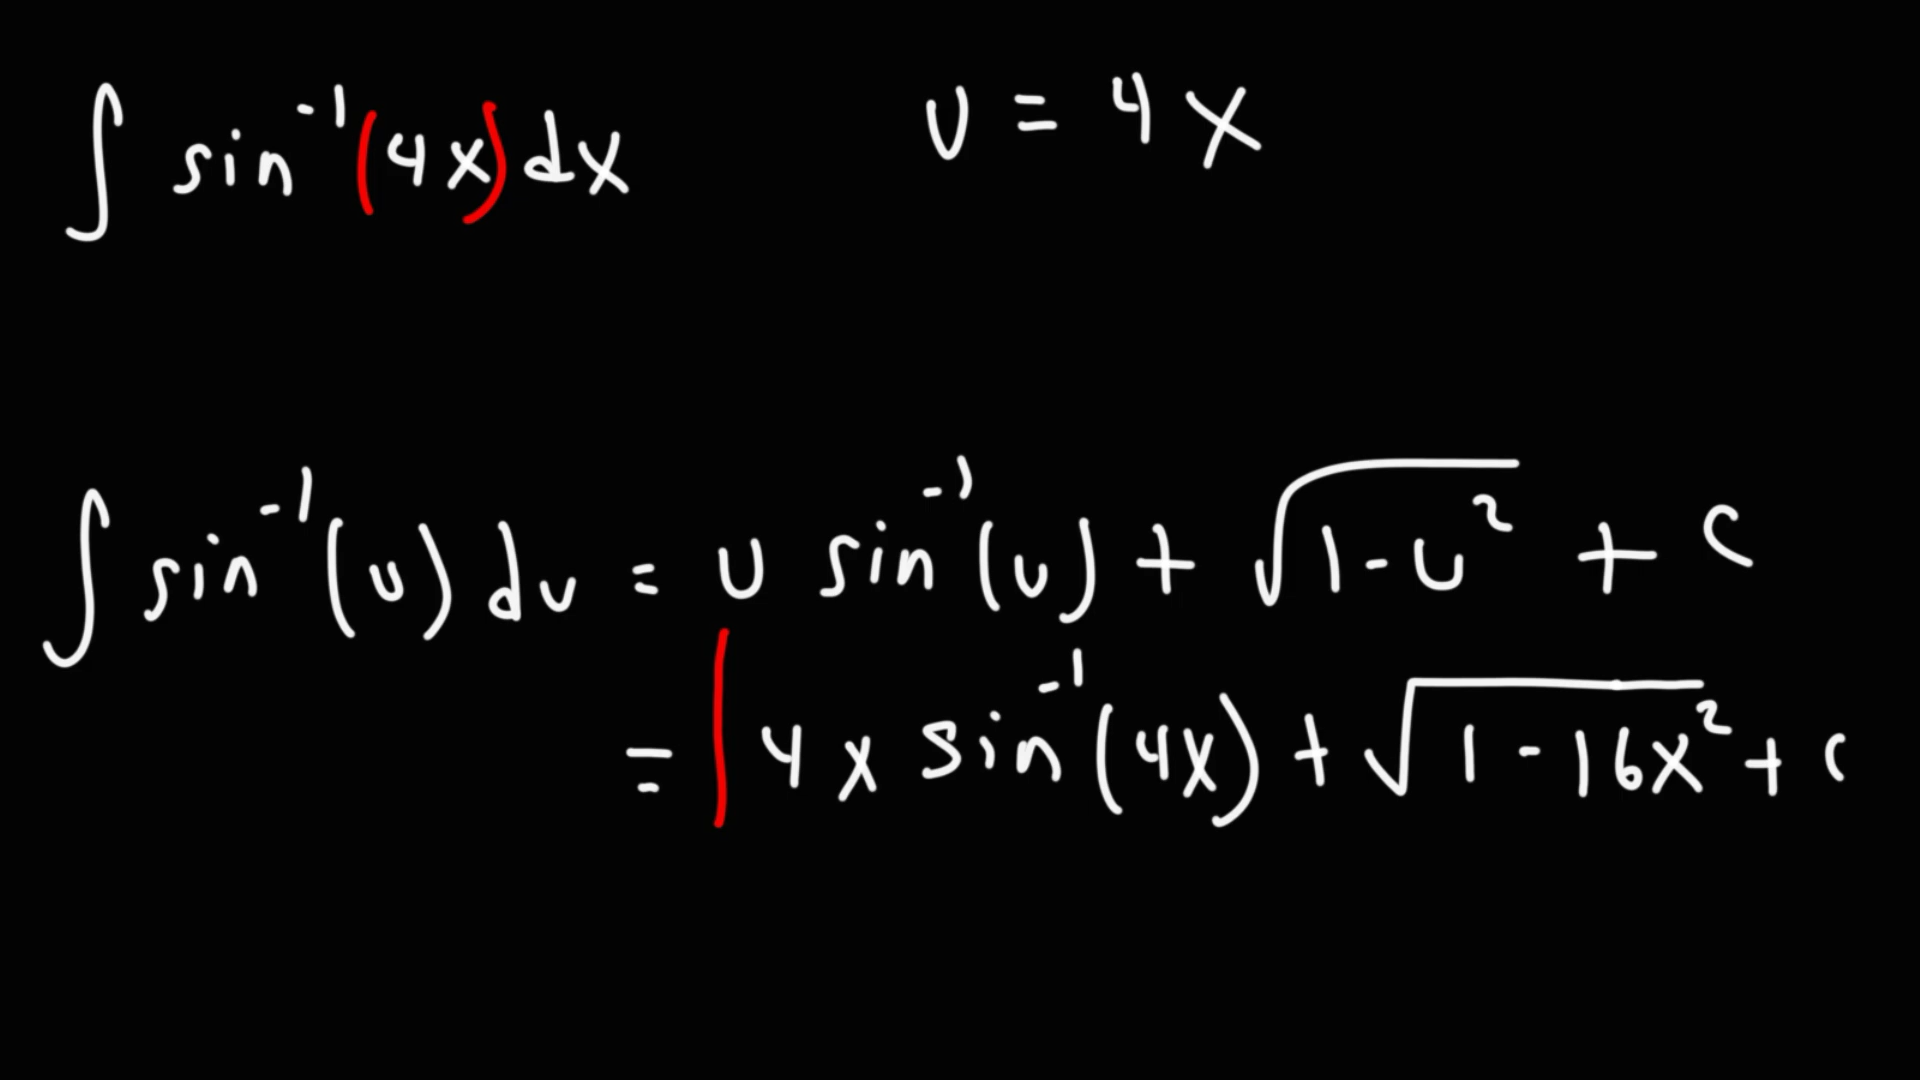 ∫ sin⁻¹(4x) dx    u = 4x
∫ sin⁻¹(u) du = u sin⁻¹(u) + √(1-u²) + C
= | 4x sin⁻¹(4x) + √(1-16x²) + C